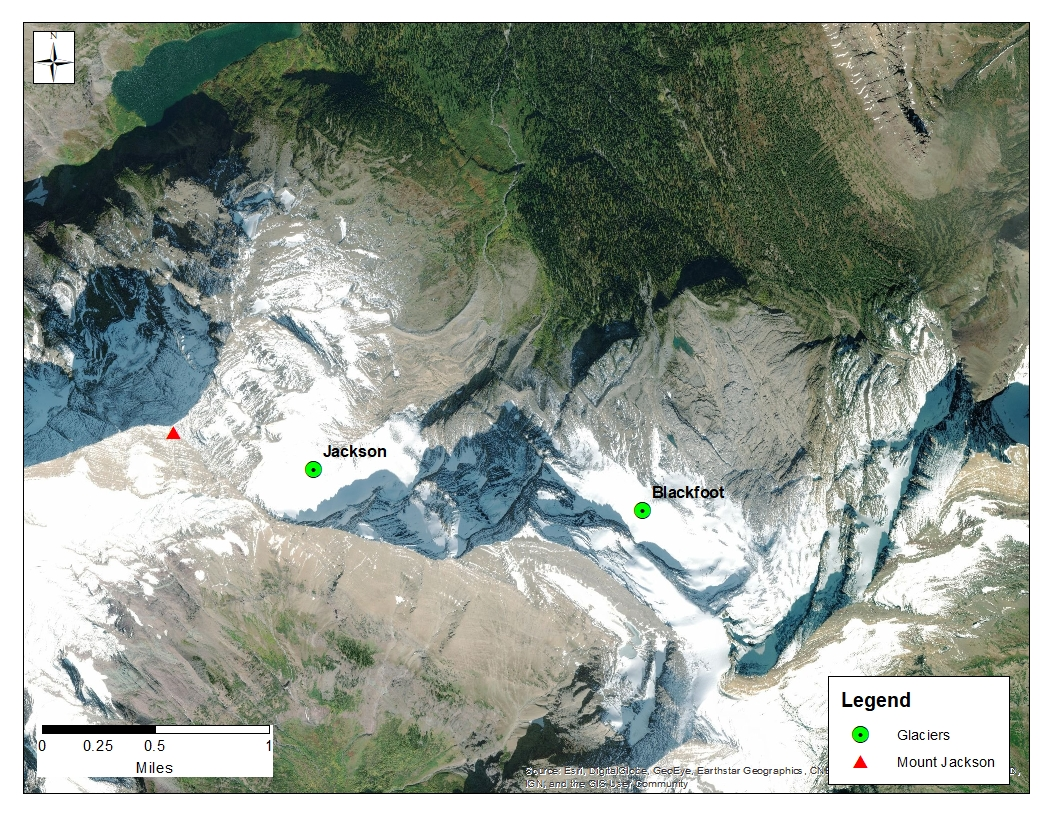 N
Jackson
Blackfoot
Legend
Glaciers
Mount Jackson
0 0.25 0.5 1
Miles
Source: Esri, DigitalGlobe, GeoEye, Earthstar Geographics,
IGN, and the GIS User Community